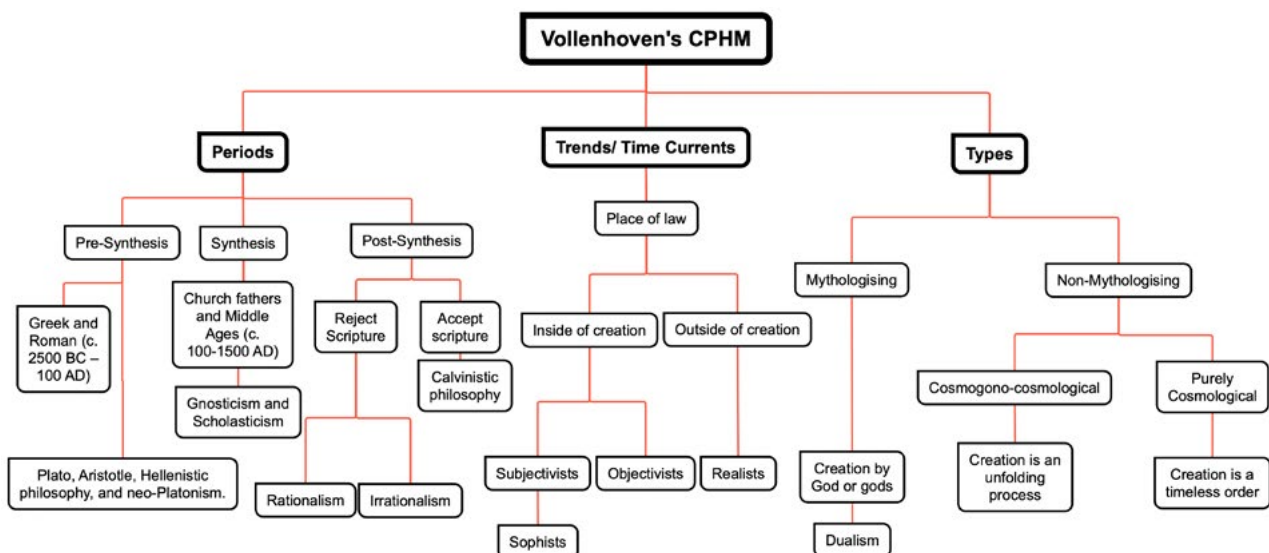 Vollenhoven's CPHM
Periods
Trends/ Time Currents
Types
Pre-Synthesis
Synthesis
Post-Synthesis
Place of law
Mythologising
Non-Mythologising
Greek and
Roman (c.
2500 BC –
100 AD)
Church fathers
and Middle
Ages (c.
100-1500 AD)
Reject
Scripture
Accept
scripture
Inside of creation
Outside of creation
Calvinistic
philosophy
Cosmogono-cosmological
Purely
Cosmological
Gnosticism and
Scholasticism
Plato, Aristotle, Hellenistic
philosophy, and neo-Platonism.
Rationalism
Irrationalism
Subjectivists
Objectivists
Realists
Creation by
God or gods
Creation is an
unfolding
process
Creation is a
timeless order
Sophists
Dualism